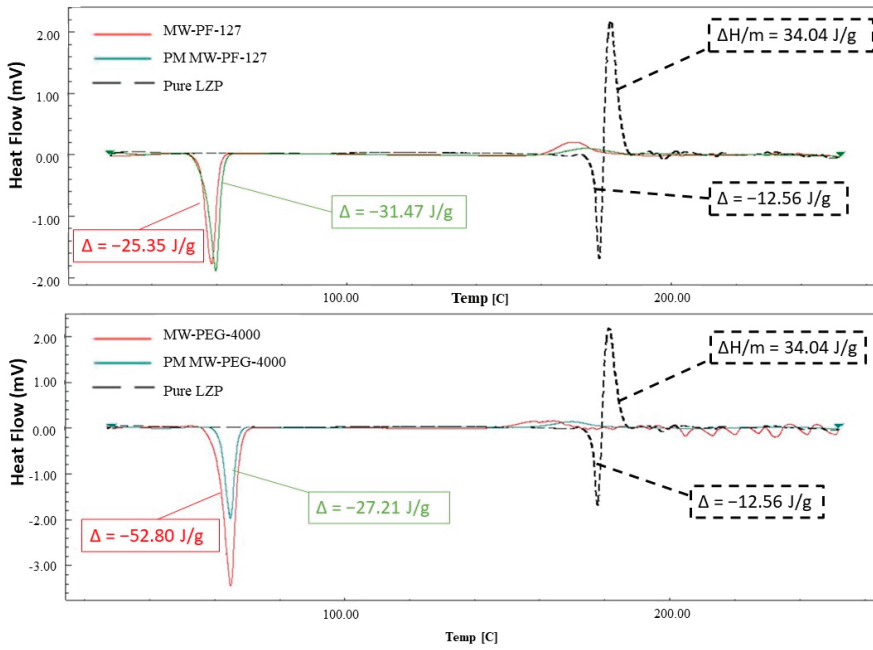 MW-PF-127
PM MW-PF-127
Pure LZP
ΔH/m = 34.04 J/g
Δ = −31.47 J/g
Δ = −12.56 J/g
Δ = −25.35 J/g
Heat Flow (mV)
2.00
1.00
0.00
-1.00
-2.00
100.00
200.00
Temp [C]
MW-PEG-4000
PM MW-PEG-4000
Pure LZP
ΔH/m = 34.04 J/g
Δ = −27.21 J/g
Δ = −12.56 J/g
Δ = −52.80 J/g
Heat Flow (mV)
2.00
1.00
0.00
-1.00
-2.00
-3.00
100.00
200.00
Temp [C]